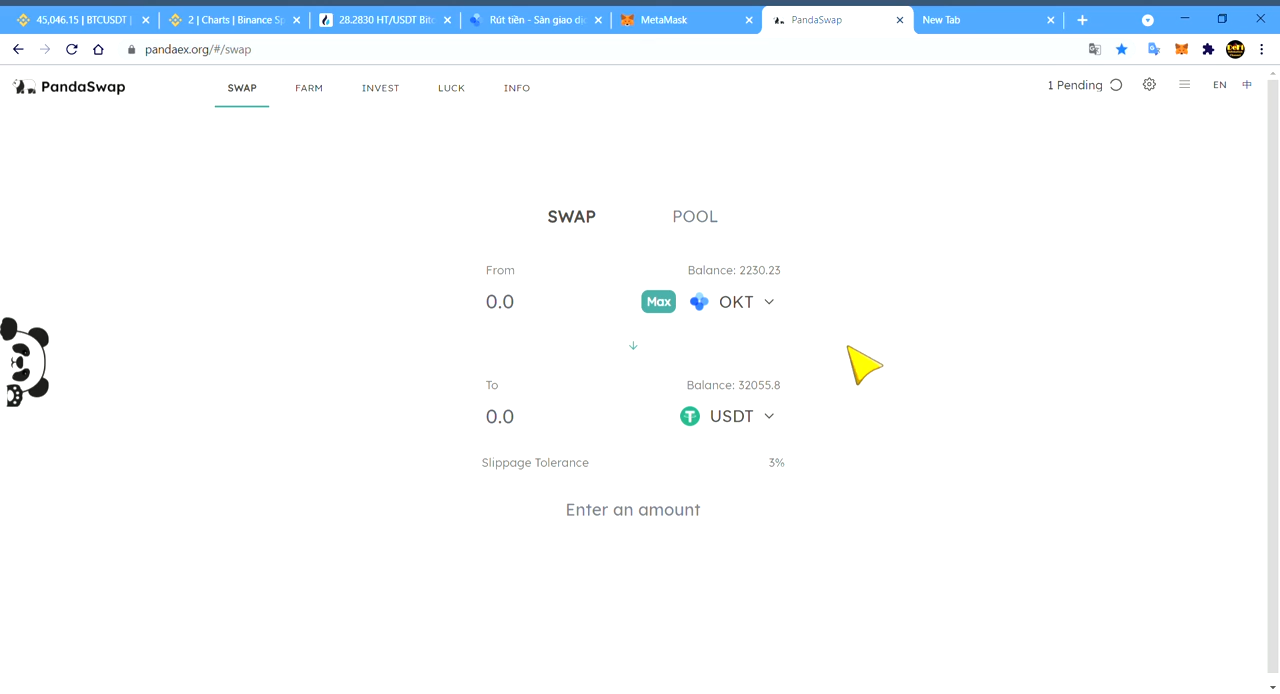 45,046.15 | BTCUSDT |
2 | Charts | Binance Sp
28.2830 HT/USDT Bitc
Rút tiền - Sàn giao dịc
MetaMask
PandaSwap
New Tab
pandaex.org/#/swap
PandaSwap
SWAP
FARM
INVEST
LUCK
INFO
1 Pending
EN
中
SWAP
POOL
From
Balance: 2230.23
0.0
Max
OKT
To
Balance: 32055.8
0.0
USDT
Slippage Tolerance
3%
Enter an amount